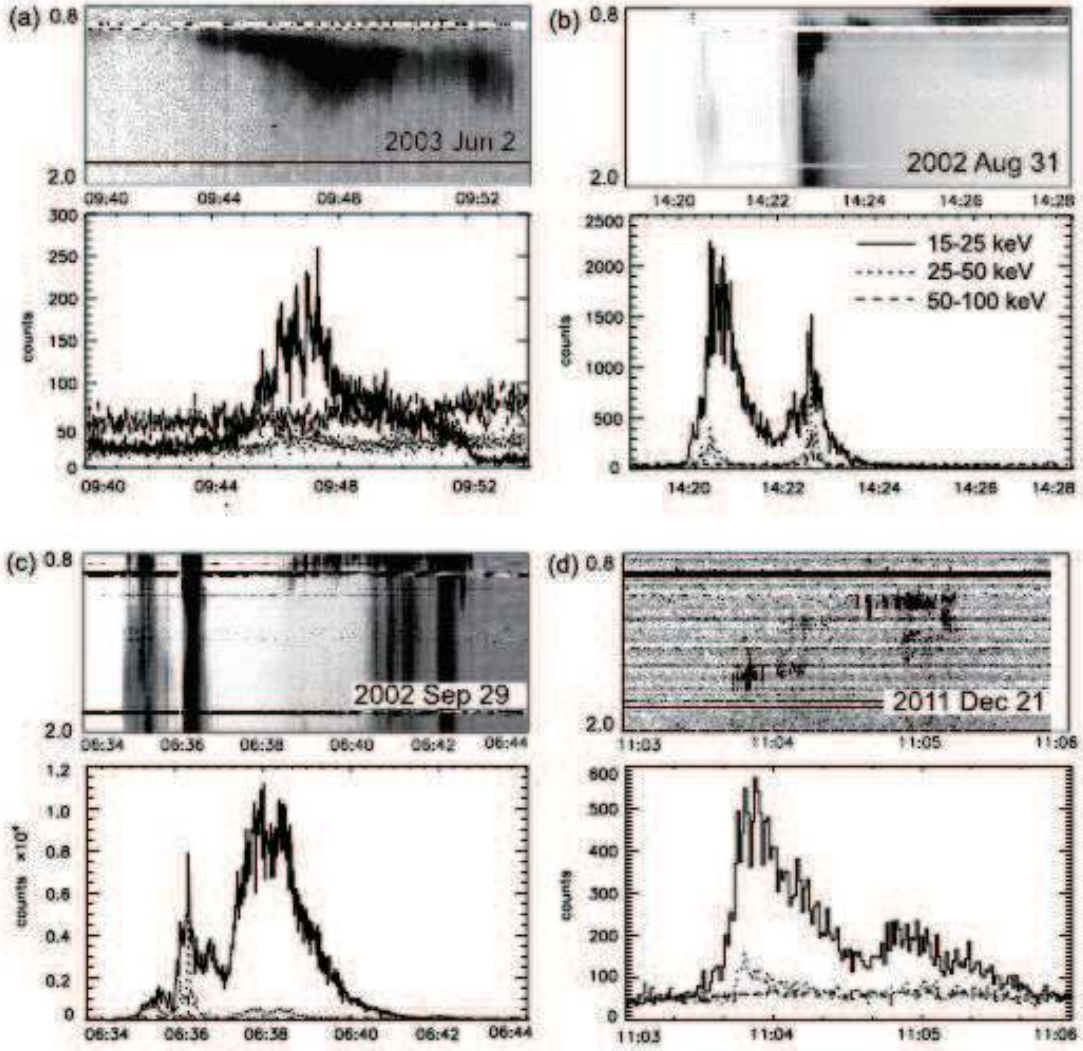 (a) 0.8
2003 Jun 2
2.0
09:40 09:44 09:48 09:52
300
250
200
150
100
50
0
counts
09:40 09:44 09:48 09:52
(b) 0.8
2002 Aug 31
2.0
14:20 14:22 14:24 14:26 14:28
2500
2000
1500
1000
500
0
counts
15-25 keV
25-50 keV
50-100 keV
14:20 14:22 14:24 14:26 14:28
(c) 0.8
2002 Sep 29
2.0
06:34 06:36 06:38 06:40 06:42 06:44
1.2
1.0
0.8
0.6
0.4
0.2
0
counts ×10⁴
06:34 06:36 06:38 06:40 06:42 06:44
(d) 0.8
2011 Dec 21
2.0
11:03 11:04 11:05 11:06
600
500
400
300
200
100
0
counts
11:03 11:04 11:05 11:06